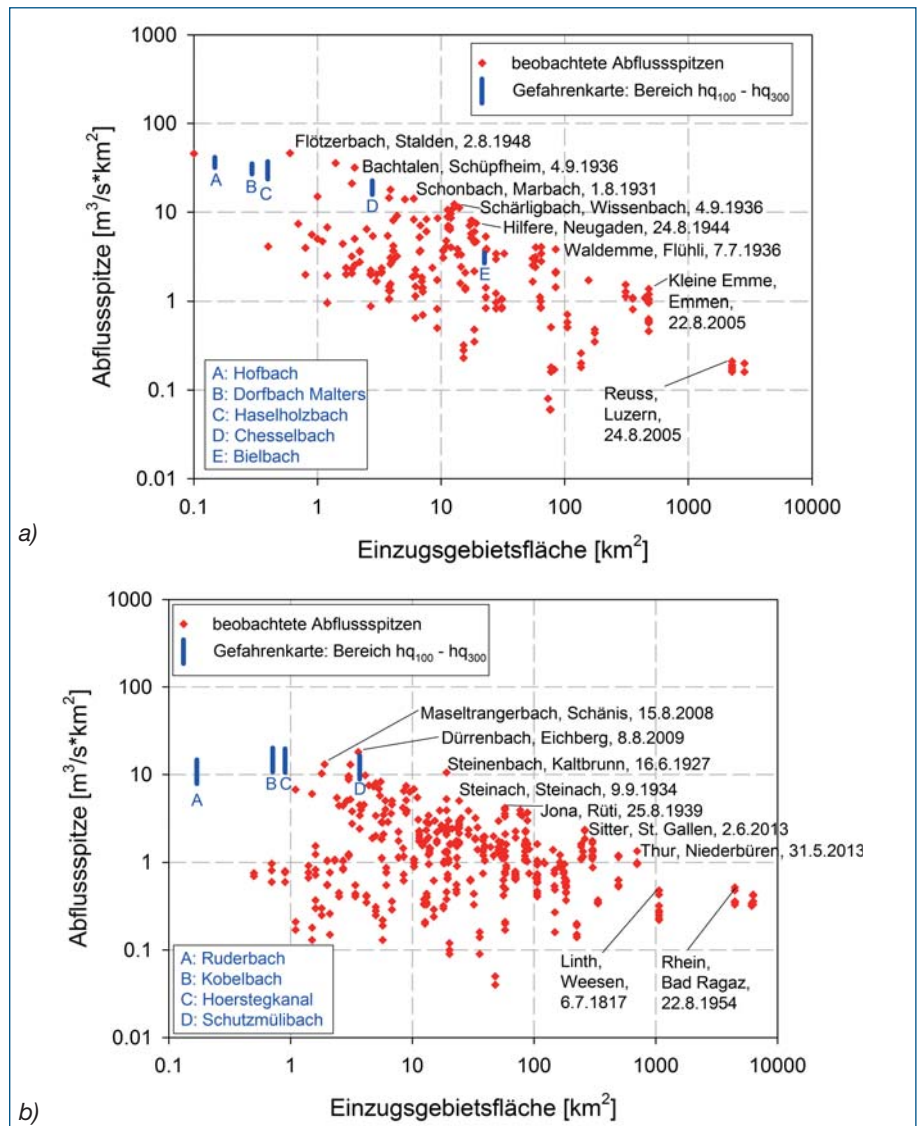 1000
100
10
1
0.1
0.01
Abflussspitze [m³/s*km²]
beobachtete Abflussspitzen
Gefahrenkarte: Bereich hq₁₀₀ - hq₃₀₀
Flötzerbach, Stalden, 2.8.1948
Bachtalen, Schüpfheim, 4.9.1936
Schonbach, Marbach, 1.8.1931
Schärligbach, Wissenbach, 4.9.1936
Hilfere, Neugaden, 24.8.1944
Waldemme, Flühli, 7.7.1936
Kleine Emme,
Emmen,
22.8.2005
Reuss,
Luzern,
24.8.2005
A
B
C
D
E
A: Hofbach
B: Dorfbach Malters
C: Haselholzbach
D: Chesselbach
E: Bielbach
0.1 1 10 100 1000 10000
Einzugsgebietsfläche [km²]
a)
1000
100
10
1
0.1
0.01
Abflussspitze [m³/s*km²]
beobachtete Abflussspitzen
Gefahrenkarte: Bereich hq₁₀₀ - hq₃₀₀
Maseltrangerbach, Schänis, 15.8.2008
Dürrenbach, Eichberg, 8.8.2009
Steinenbach, Kaltbrunn, 16.6.1927
Steinach, Steinach, 9.9.1934
Jona, Rüti, 25.8.1939
Sitter, St. Gallen, 2.6.2013
Thur, Niederbüren, 31.5.2013
Linth,
Weesen,
6.7.1817
Rhein,
Bad Ragaz,
22.8.1954
A
B
C
D
A: Ruderbach
B: Kobelbach
C: Hoerstegkanal
D: Schutzmülibach
0.1 1 10 100 1000 10000
Einzugsgebietsfläche [km²]
b)